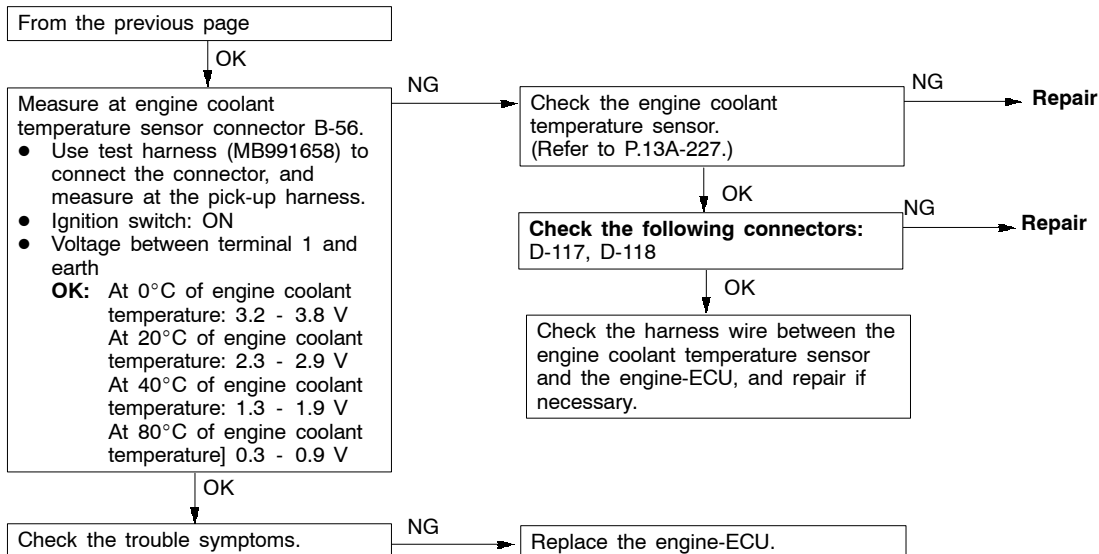 From the previous page
OK
Measure at engine coolant
temperature sensor connector B-56.
● Use test harness (MB991658) to
connect the connector, and
measure at the pick-up harness.
● Ignition switch: ON
● Voltage between terminal 1 and
earth
OK: At 0°C of engine coolant
temperature: 3.2 - 3.8 V
At 20°C of engine coolant
temperature: 2.3 - 2.9 V
At 40°C of engine coolant
temperature: 1.3 - 1.9 V
At 80°C of engine coolant
temperature] 0.3 - 0.9 V
NG
Check the engine coolant
temperature sensor.
(Refer to P.13A-227.)
NG
Repair
OK
Check the following connectors:
D-117, D-118
NG
Repair
OK
Check the harness wire between the
engine coolant temperature sensor
and the engine-ECU, and repair if
necessary.
OK
Check the trouble symptoms.
NG
Replace the engine-ECU.